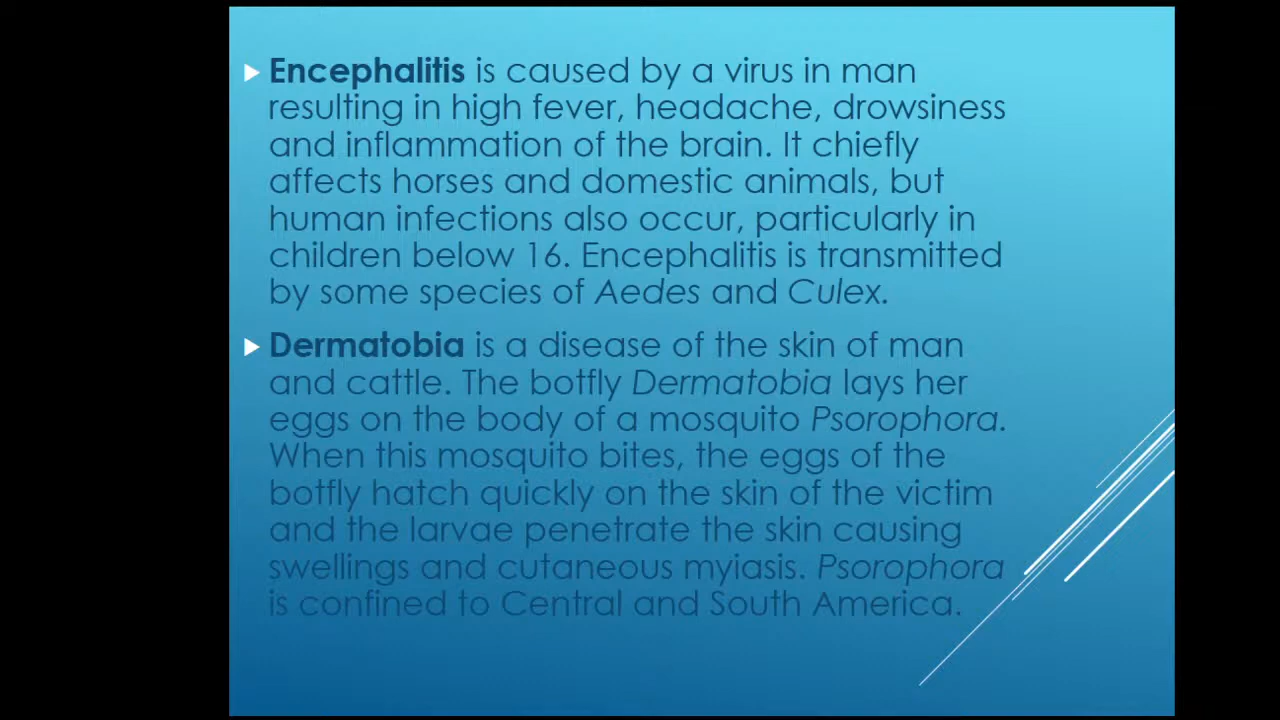 Encephalitis is caused by a virus in man
resulting in high fever, headache, drowsiness
and inflammation of the brain. It chiefly
affects horses and domestic animals, but
human infections also occur, particularly in
children below 16. Encephalitis is transmitted
by some species of Aedes and Culex.
Dermatobia is a disease of the skin of man
and cattle. The botfly Dermatobia lays her
eggs on the body of a mosquito Psorophora.
When this mosquito bites, the eggs of the
botfly hatch quickly on the skin of the victim
and the larvae penetrate the skin causing
swellings and cutaneous myiasis. Psorophora
is confined to Central and South America.